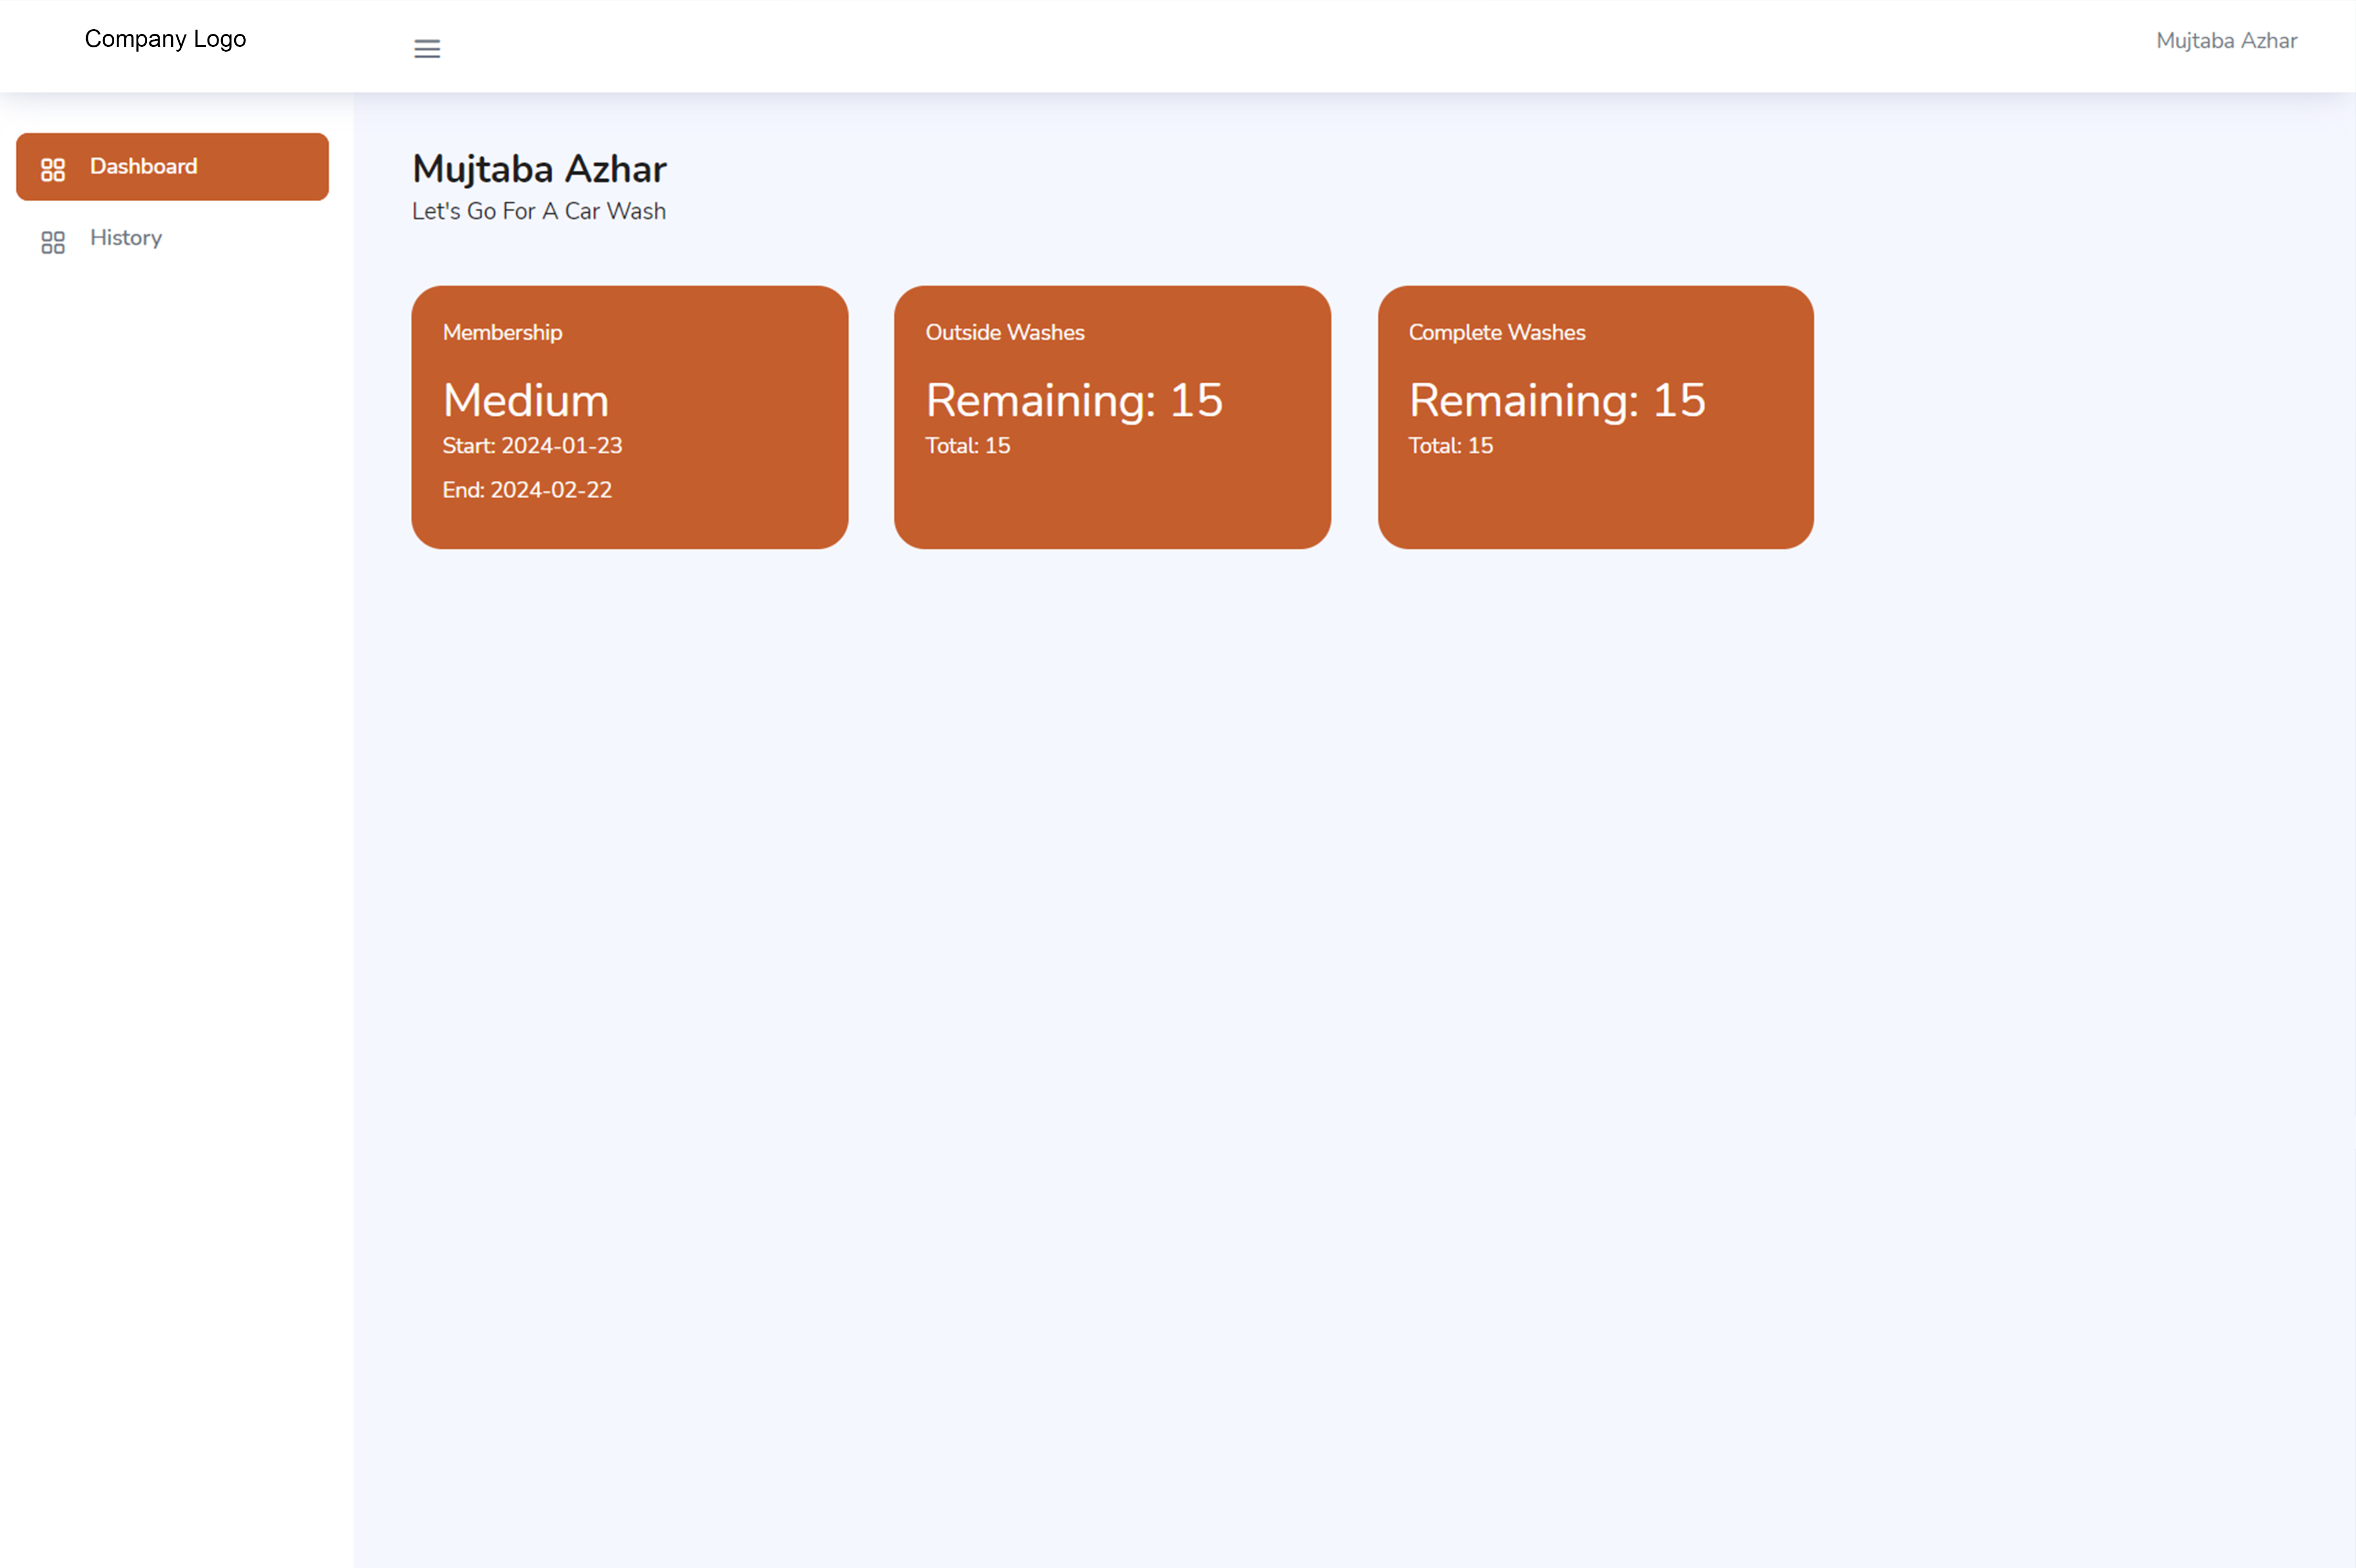 Company Logo
Mujtaba Azhar
Dashboard
History
Mujtaba Azhar
Let's Go For A Car Wash
Membership
Medium
Start: 2024-01-23
End: 2024-02-22
Outside Washes
Remaining: 15
Total: 15
Complete Washes
Remaining: 15
Total: 15